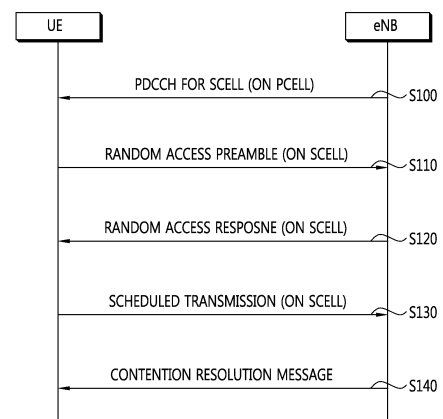 UE
eNB
PDCCH FOR SCELL (ON PCELL)
S100
RANDOM ACCESS PREAMBLE (ON SCELL)
S110
RANDOM ACCESS RESPOSNE (ON SCELL)
S120
SCHEDULED TRANSMISSION (ON SCELL)
S130
CONTENTION RESOLUTION MESSAGE
S140